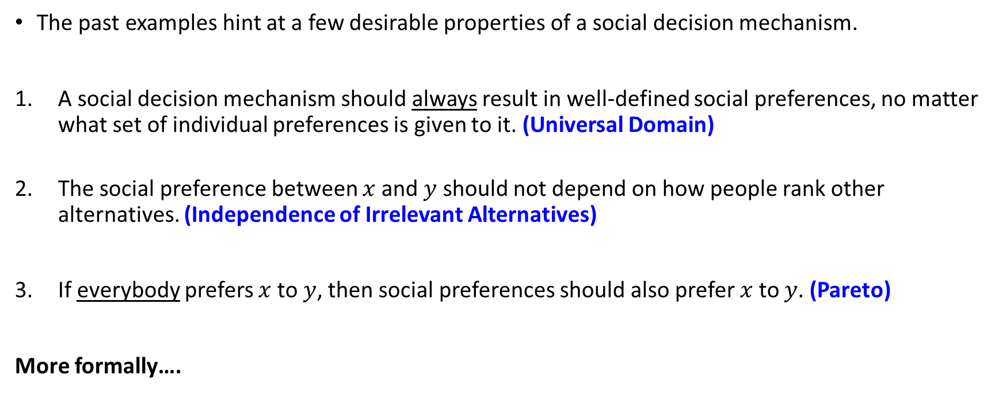 • The past examples hint at a few desirable properties of a social decision mechanism.
1. A social decision mechanism should always result in well-defined social preferences, no matter
what set of individual preferences is given to it. (Universal Domain)
2. The social preference between x and y should not depend on how people rank other
alternatives. (Independence of Irrelevant Alternatives)
3. If everybody prefers x to y, then social preferences should also prefer x to y. (Pareto)
More formally....